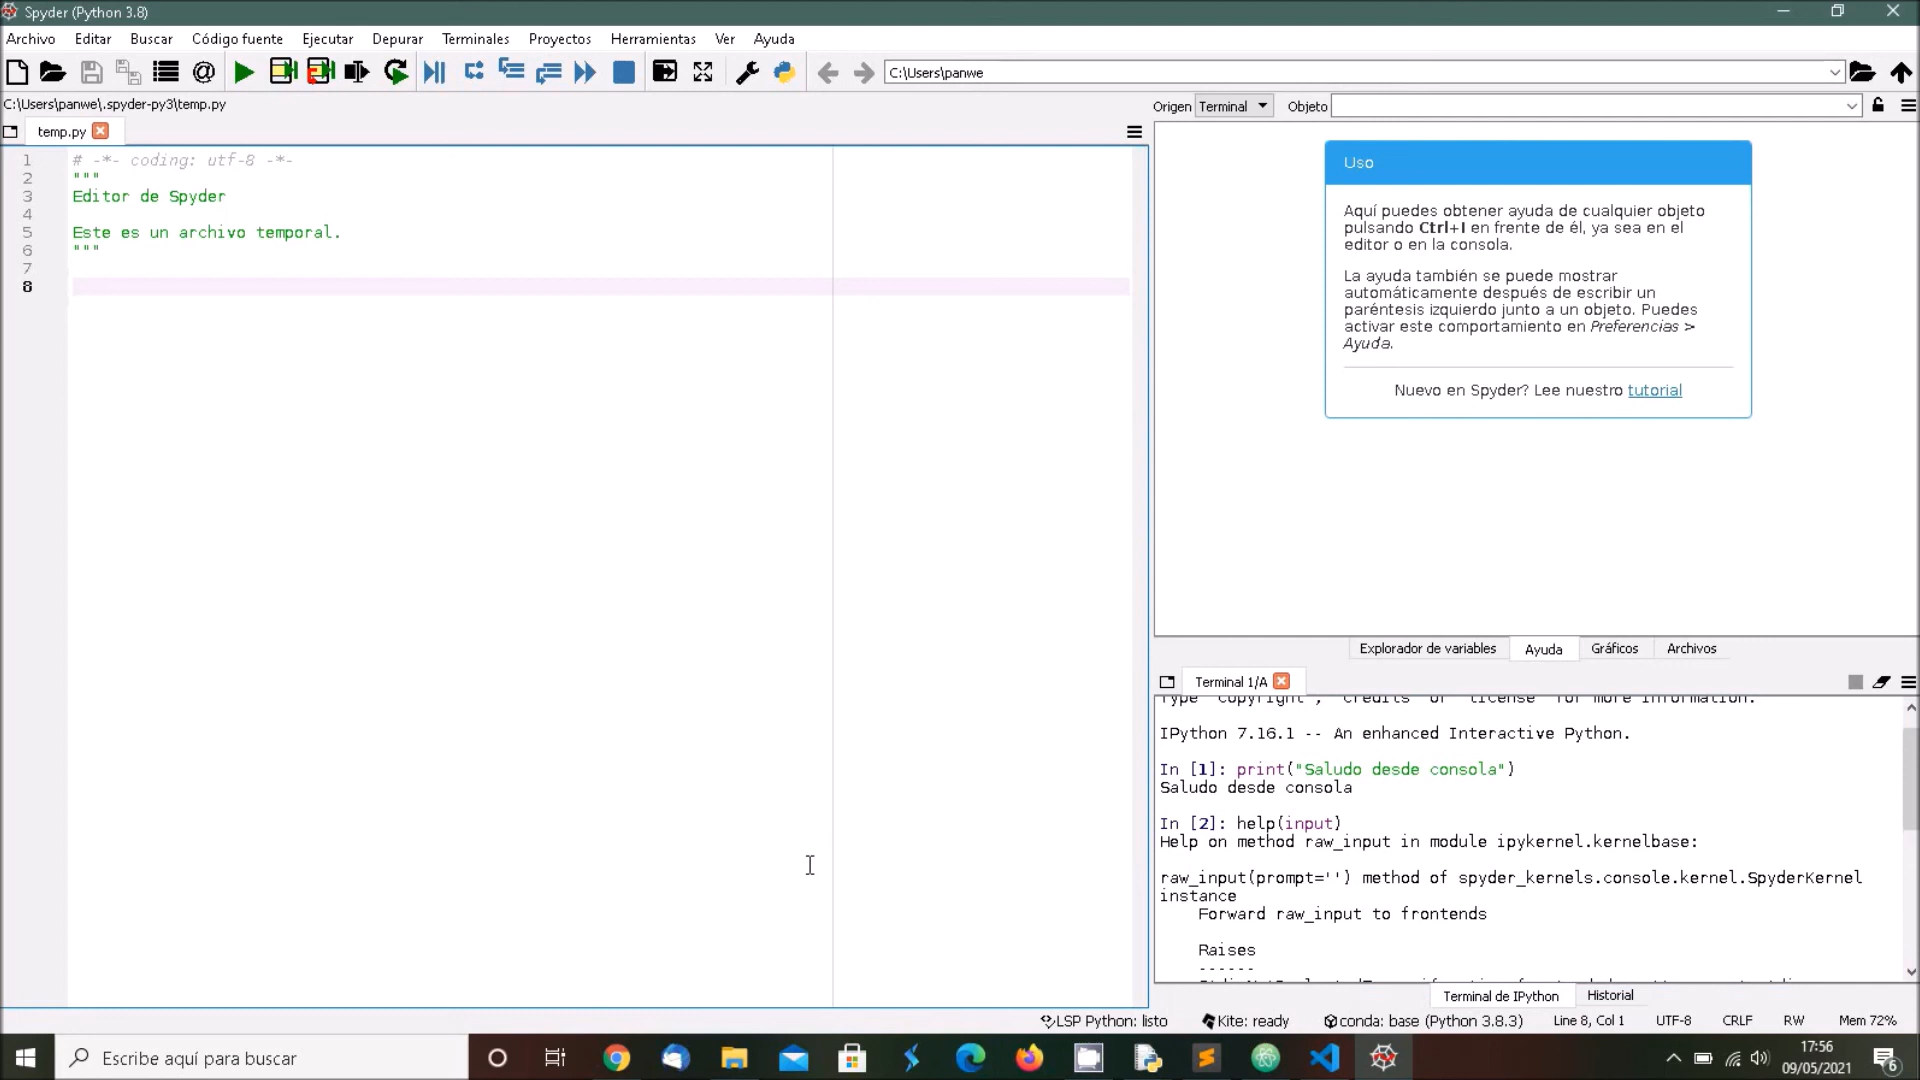 Spyder (Python 3.8)
Archivo Editar Buscar Código fuente Ejecutar Depurar Terminales Proyectos Herramientas Ver Ayuda
C:\Users\panwe
C:\Users\panwe\.spyder-py3\temp.py
temp.py
1 # -*- coding: utf-8 -*-
2 """
3 Editor de Spyder
4
5 Este es un archivo temporal.
6 """
7
8
Origen Terminal Objeto
Uso
Aquí puedes obtener ayuda de cualquier objeto
pulsando Ctrl+I en frente de él, ya sea en el
editor o en la consola.
La ayuda también se puede mostrar
automáticamente después de escribir un
paréntesis izquierdo junto a un objeto. Puedes
activar este comportamiento en Preferencias >
Ayuda.
Nuevo en Spyder? Lee nuestro tutorial
Explorador de variables Ayuda Gráficos Archivos
Terminal 1/A
Type "copyright", "credits" or "license" for more information.
IPython 7.16.1 -- An enhanced Interactive Python.
In [1]: print("Saludo desde consola")
Saludo desde consola
In [2]: help(input)
Help on method raw_input in module ipykernel.kernelbase:
raw_input(prompt='') method of spyder_kernels.console.kernel.SpyderKernel
instance
Forward raw_input to frontends
Raises
------
Terminal de IPython Historial
LSP Python: listo Kite: ready conda: base (Python 3.8.3) Line 8, Col 1 UTF-8 CRLF RW Mem 72%
Escribe aquí para buscar
17:56
09/05/2021
6